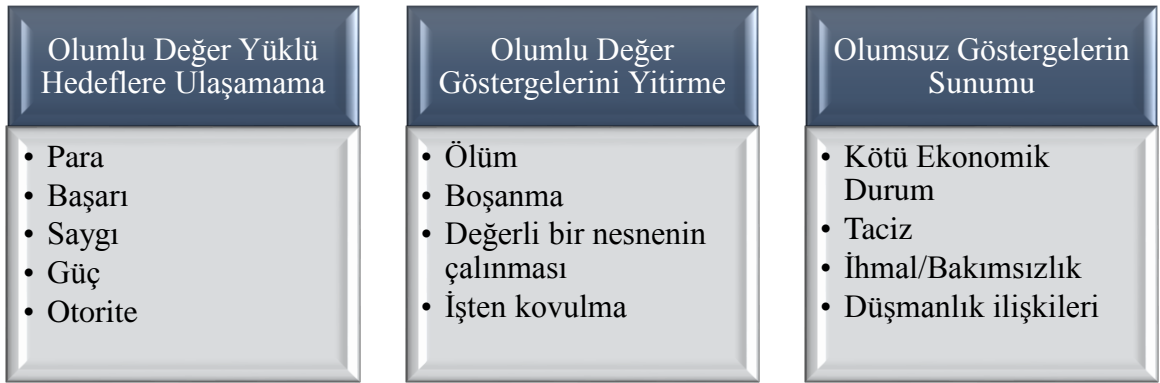 Olumlu Değer Yüklü
Hedeflere Ulaşamama
• Para
• Başarı
• Saygı
• Güç
• Otorite
Olumlu Değer
Göstergelerini Yitirme
• Ölüm
• Boşanma
• Değerli bir nesnenin
çalınması
• İşten kovulma
Olumsuz Göstergelerin
Sunumu
• Kötü Ekonomik
Durum
• Taciz
• İhmal/Bakımsızlık
• Düşmanlık ilişkileri